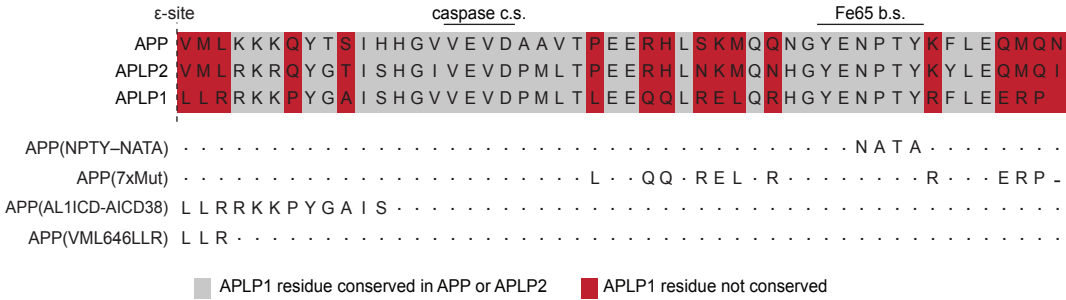 ε-site caspase c.s. Fe65 b.s.
APP V M L K K K Q Y T S I H H G V V E V D A A V T P E E R H L S K M Q Q N G Y E N P T Y K F L E Q M Q N
APLP2 V M L R K R Q Y G T I S H G I V E V D P M L T P E E R H L N K M Q N H G Y E N P T Y K Y L E Q M Q I
APLP1 L L R R K K P Y G A I S H G V V E V D P M L T L E E Q Q L R E L Q R H G Y E N P T Y R F L E E R P
APP(NPTY–NATA) . . . . . . . . . . . . . . . . . . . . . . . . . . . . . . . . . . . . . . N A T A . . . . . . . .
APP(7xMut) . . . . . . . . . . . . . . . . . . . . . . . L . . Q Q . R E L . R . . . . . . . . R . . . E R P -
APP(AL1ICD-AICD38) L L R R K K P Y G A I S . . . . . . . . . . . . . . . . . . . . . . . . . . . . . . . . . . . . . .
APP(VML646LLR) L L R . . . . . . . . . . . . . . . . . . . . . . . . . . . . . . . . . . . . . . . . . . . . . . .
APLP1 residue conserved in APP or APLP2 APLP1 residue not conserved